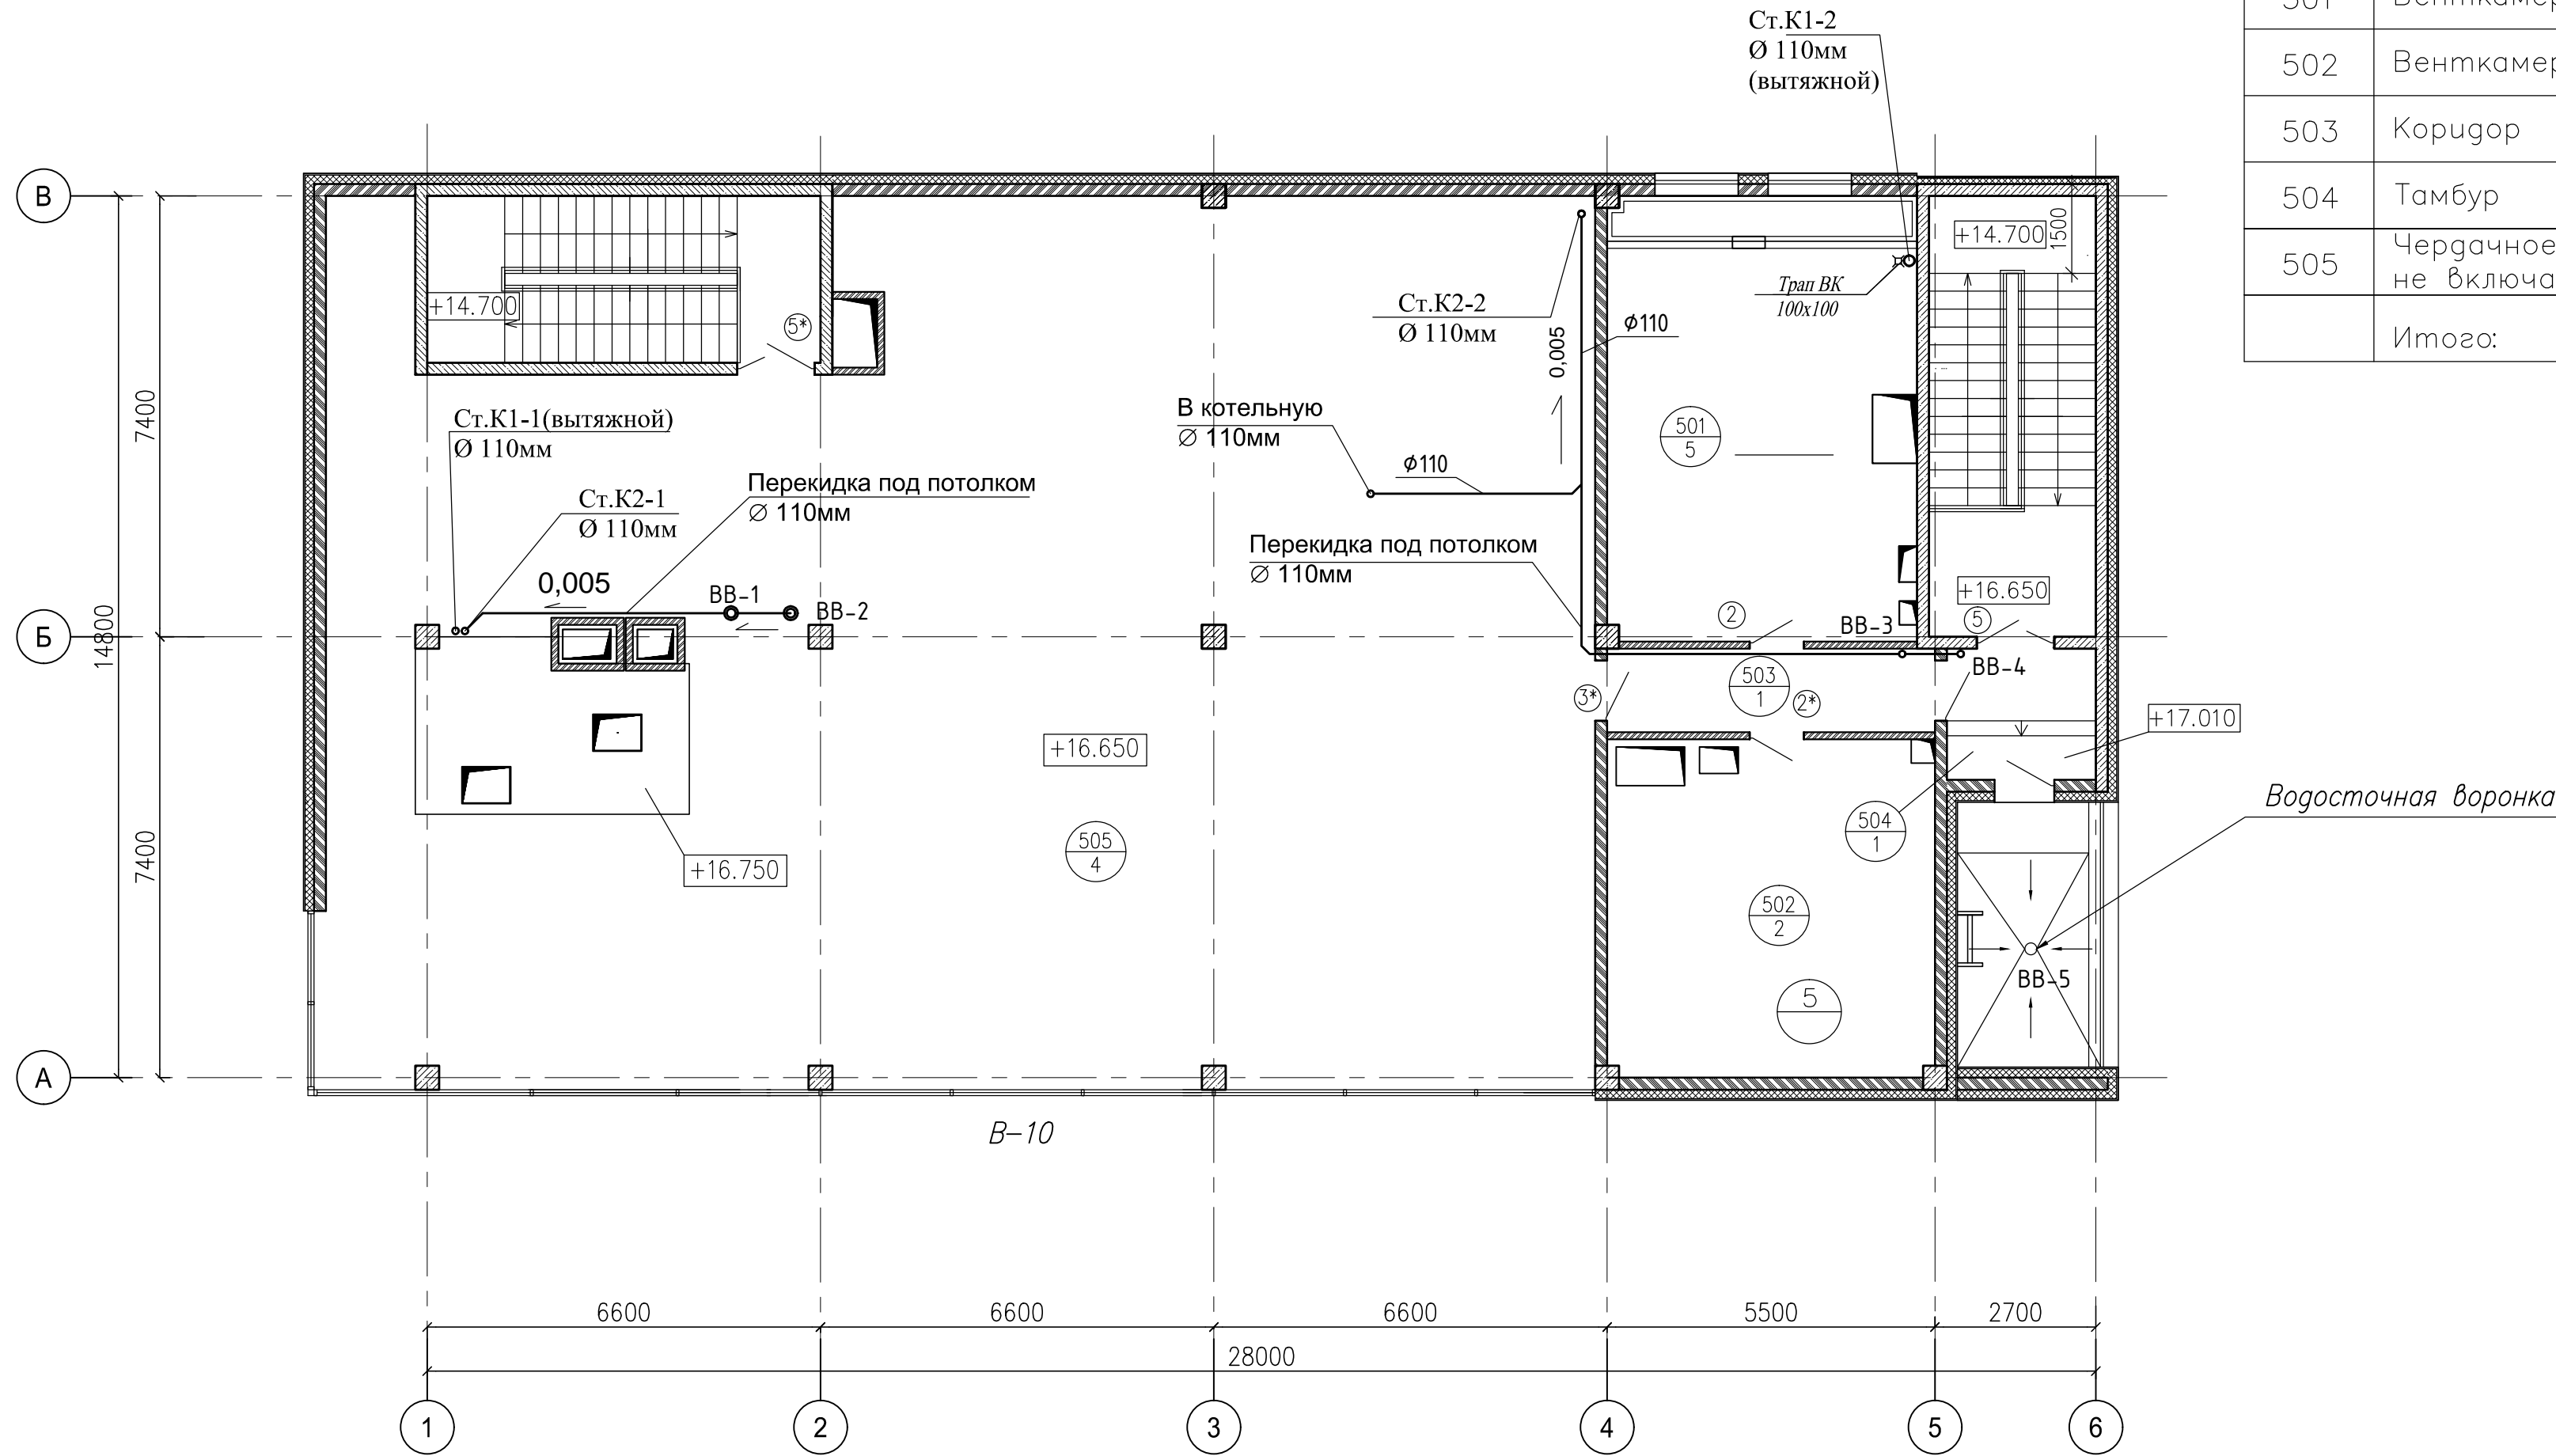 Ст.К1-2
Ø 110мм
(вытяжной)
502
503
Коридор
504
Тамбур
505
Чердачное
Итого:
В
Б
А
7400
14800
7400
+14.700
5*
Ст.К1-1(вытяжной)
Ø 110мм
Ст.К2-1
Ø 110мм
Перекидка под потолком
∅ 110мм
0,005
ВВ-1
ВВ-2
Ст.К2-2
Ø 110мм
0,005
ϕ110
В котельную
∅ 110мм
ϕ110
Перекидка под потолком
∅ 110мм
Трап ВК
100х100
+14.700
1500
501
5
+16.650
2
ВВ-3
5
ВВ-4
503
1
3*
2*
+17.010
+16.650
505
4
+16.750
504
1
502
2
5
Водосточная воронка
ВВ-5
В-10
6600
6600
6600
5500
2700
28000
1
2
3
4
5
6